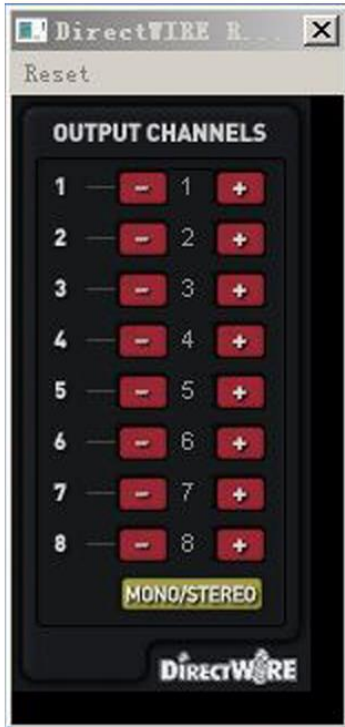 DirectWIRE R...
Reset
OUTPUT CHANNELS
1 - 1 +
2 - 2 +
3 - 3 +
4 - 4 +
5 - 5 +
6 - 6 +
7 - 7 +
8 - 8 +
MONO/STEREO
DIRECTWIRE